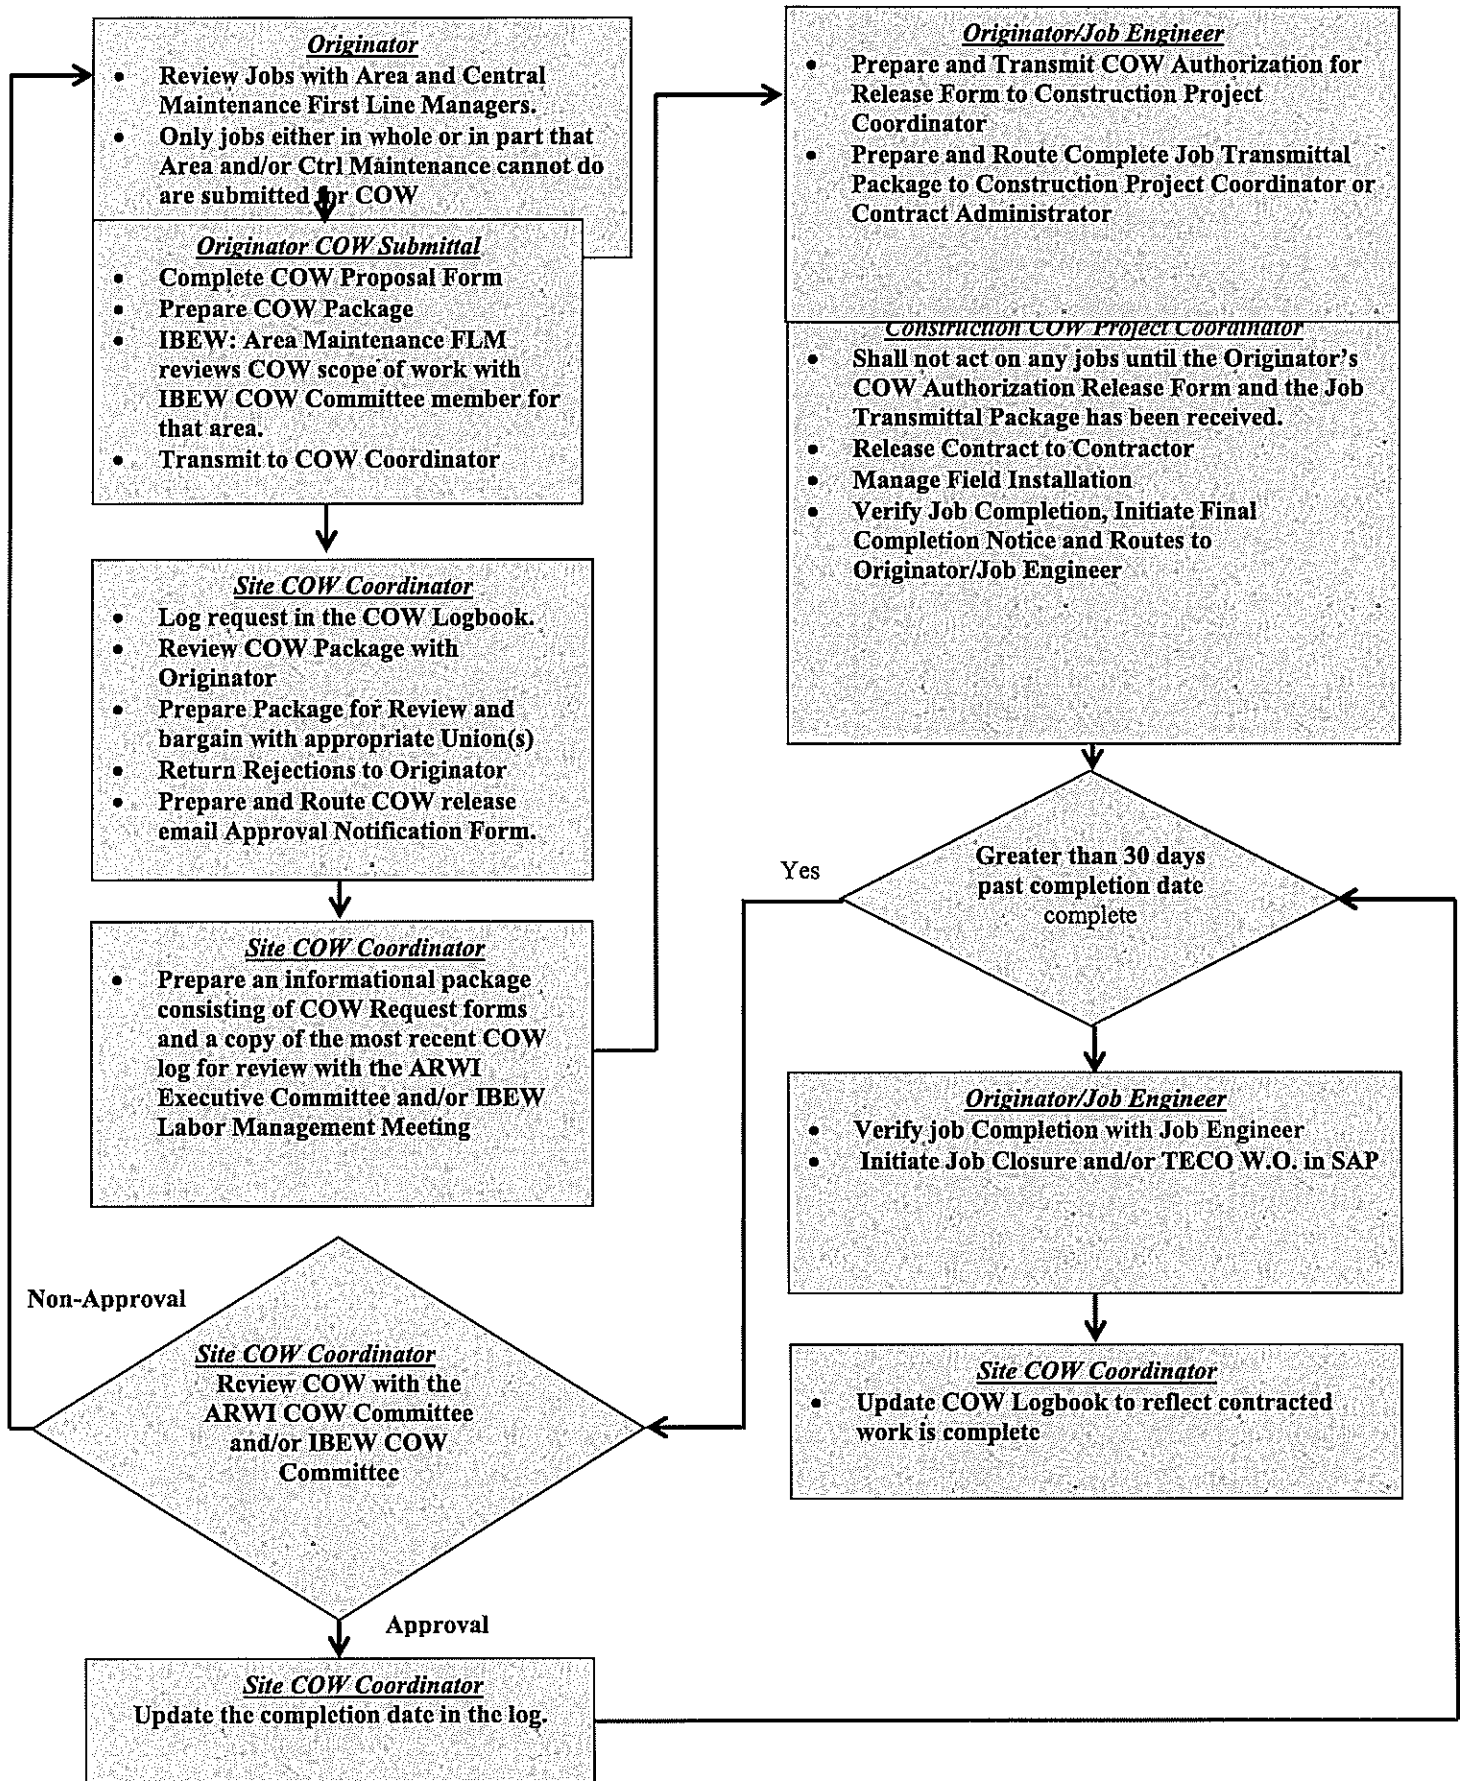 Originator
• Review Jobs with Area and Central
Maintenance First Line Managers.
• Only jobs either in whole or in part that
Area and/or Ctrl Maintenance cannot do
are submitted for COW
Originator COW Submittal
• Complete COW Proposal Form
• Prepare COW Package
• IBEW: Area Maintenance FLM
reviews COW scope of work with
IBEW COW Committee member for
that area.
• Transmit to COW Coordinator
Site COW Coordinator
• Log request in the COW Logbook.
• Review COW Package with
Originator
• Prepare Package for Review and
bargain with appropriate Union(s)
• Return Rejections to Originator
• Prepare and Route COW release
email Approval Notification Form.
Site COW Coordinator
• Prepare an informational package
consisting of COW Request forms
and a copy of the most recent COW
log for review with the ARWI
Executive Committee and/or IBEW
Labor Management Meeting
Originator/Job Engineer
• Prepare and Transmit COW Authorization for
Release Form to Construction Project
Coordinator
• Prepare and Route Complete Job Transmittal
Package to Construction Project Coordinator or
Contract Administrator
Construction COW Project Coordinator
• Shall not act on any jobs until the Originator's
COW Authorization Release Form and the Job
Transmittal Package has been received.
• Release Contract to Contractor
• Manage Field Installation
• Verify Job Completion, Initiate Final
Completion Notice and Routes to
Originator/Job Engineer
Greater than 30 days
past completion date
complete
Yes
Originator/Job Engineer
• Verify job Completion with Job Engineer
• Initiate Job Closure and/or TECO W.O. in SAP
Site COW Coordinator
• Update COW Logbook to reflect contracted
work is complete
Non-Approval
Site COW Coordinator
Review COW with the
ARWI COW Committee
and/or IBEW COW
Committee
Approval
Site COW Coordinator
Update the completion date in the log.